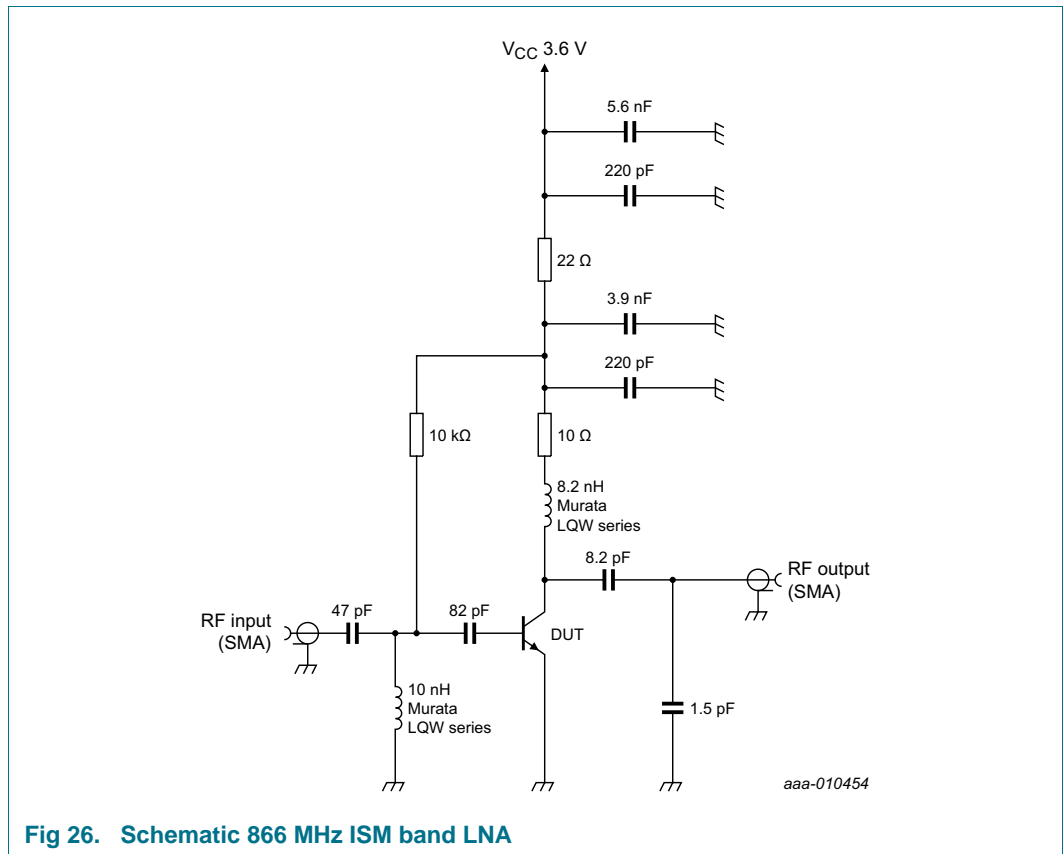 V_CC 3.6 V
5.6 nF
220 pF
22 Ω
3.9 nF
220 pF
10 kΩ
10 Ω
8.2 nH
Murata
LQW series
8.2 pF
RF output
(SMA)
RF input
(SMA)
47 pF
82 pF
DUT
10 nH
Murata
LQW series
1.5 pF
aaa-010454
Fig 26. Schematic 866 MHz ISM band LNA